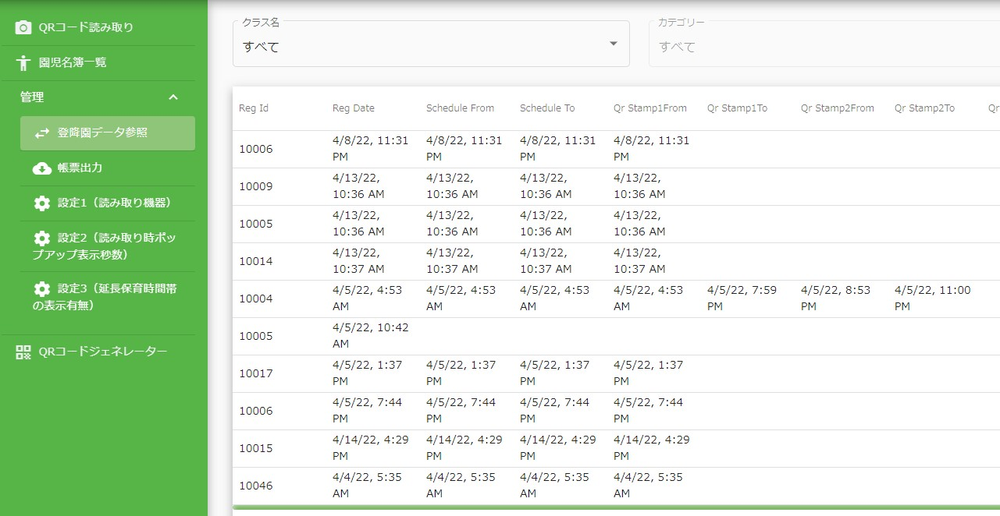 QRコード読み取り
園児名簿一覧
管理
登降園データ参照
帳票出力
設定1（読み取り機器）
設定2（読み取り時ポッ
プアップ表示秒数）
設定3（延長保育時間帯
の表示有無）
QRコードジェネレーター
クラス名
すべて
カテゴリー
すべて
Reg Id Reg Date Schedule From Schedule To Qr Stamp1From Qr Stamp1To Qr Stamp2From Qr Stamp2To Qr
10006 4/8/22, 11:31 4/8/22, 11:31 4/8/22, 11:31 4/8/22, 11:31
PM PM PM PM
10009 4/13/22, 4/13/22, 4/13/22, 4/13/22,
10:36 AM 10:36 AM 10:36 AM 10:36 AM
10005 4/13/22, 4/13/22, 4/13/22, 4/13/22,
10:36 AM 10:36 AM 10:36 AM 10:36 AM
10014 4/13/22, 4/13/22, 4/13/22, 4/13/22,
10:37 AM 10:37 AM 10:37 AM 10:37 AM
10004 4/5/22, 4:53 4/5/22, 4:53 4/5/22, 4:53 4/5/22, 4:53 4/5/22, 7:59 4/5/22, 8:53 4/5/22, 11:00
AM AM AM AM PM PM PM
10005 4/5/22, 10:42
AM
10017 4/5/22, 1:37 4/5/22, 1:37 4/5/22, 1:37 4/5/22, 1:37
PM PM PM PM
10006 4/5/22, 7:44 4/5/22, 7:44 4/5/22, 7:44 4/5/22, 7:44
PM PM PM PM
10015 4/14/22, 4:29 4/14/22, 4:29 4/14/22, 4:29 4/14/22, 4:29
PM PM PM PM
10046 4/4/22, 5:35 4/4/22, 5:35 4/4/22, 5:35 4/4/22, 5:35
AM AM AM AM